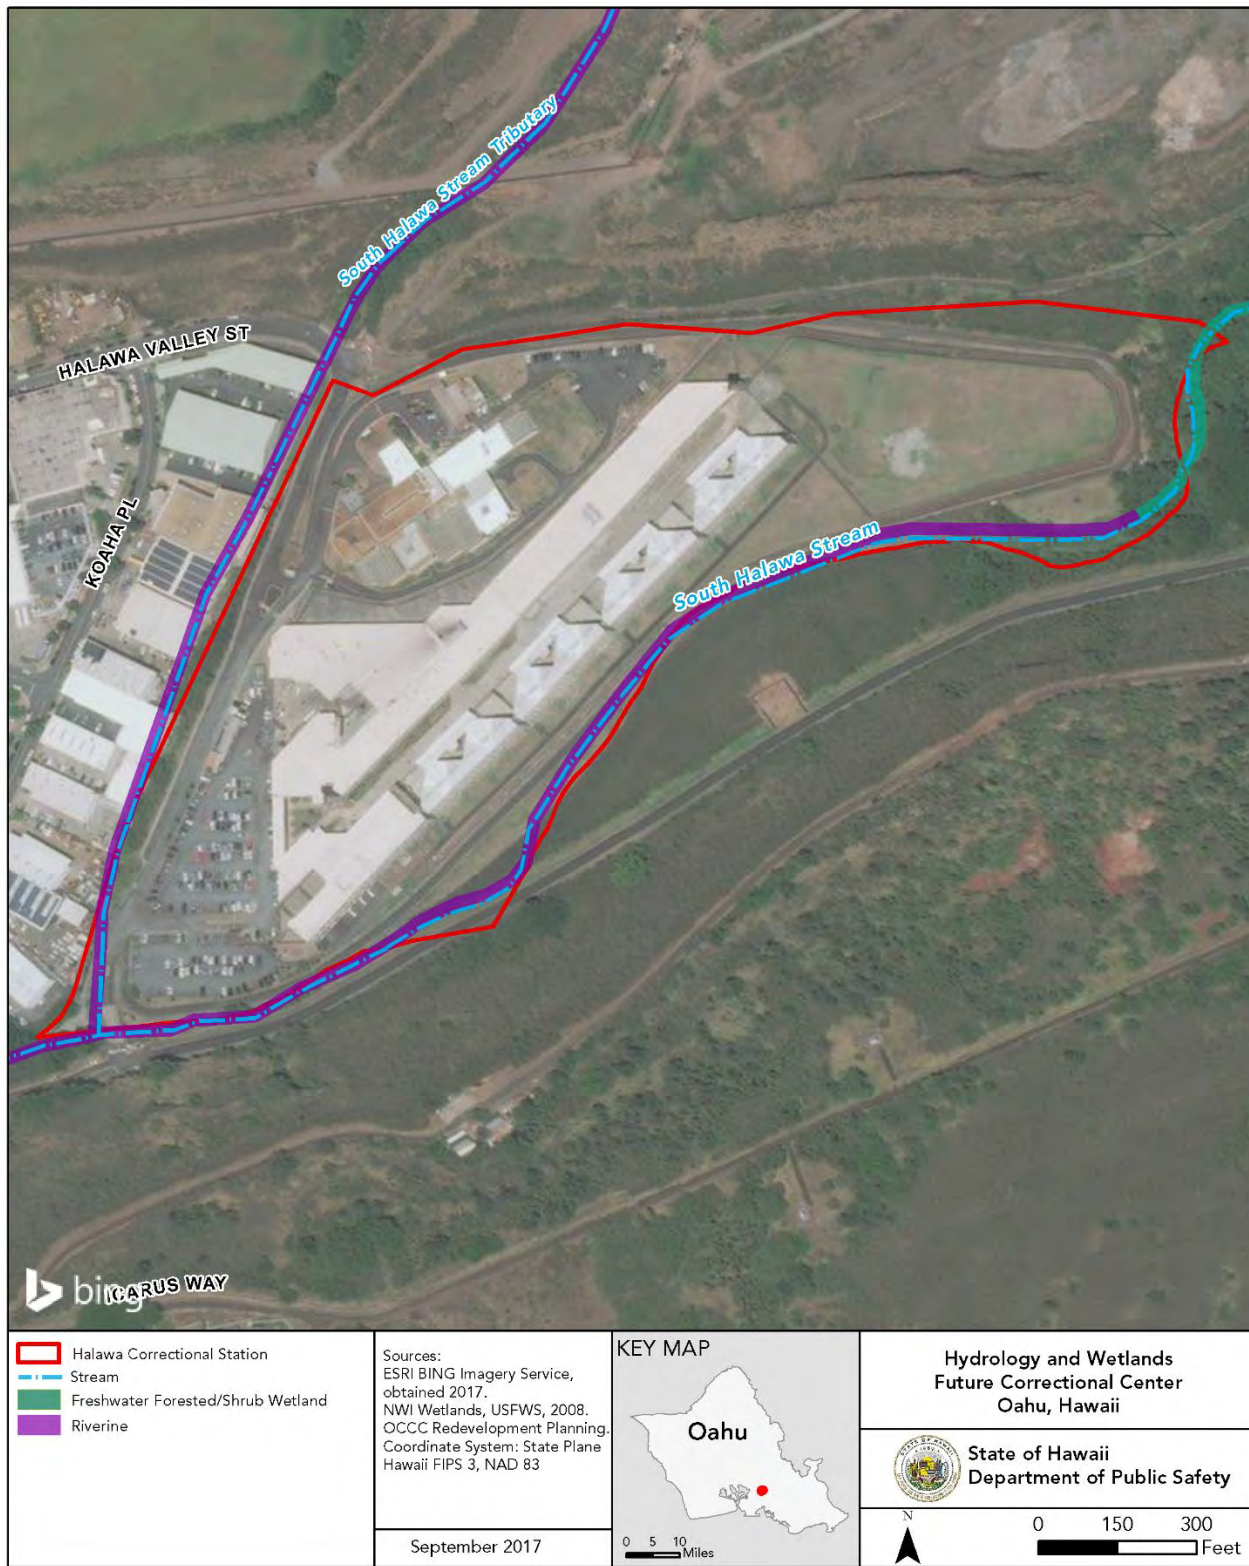 South Halawa Stream Tributary
HALAWA VALLEY ST
KOAHA PL
South Halawa Stream
ICARUS WAY
bing
Halawa Correctional Station
Stream
Freshwater Forested/Shrub Wetland
Riverine
Sources:
ESRI BING Imagery Service,
obtained 2017.
NWI Wetlands, USFWS, 2008.
OCCC Redevelopment Planning.
Coordinate System: State Plane
Hawaii FIPS 3, NAD 83
September 2017
KEY MAP
Oahu
0 5 10
Miles
Hydrology and Wetlands
Future Correctional Center
Oahu, Hawaii
State of Hawaii
Department of Public Safety
N
0 150 300
Feet